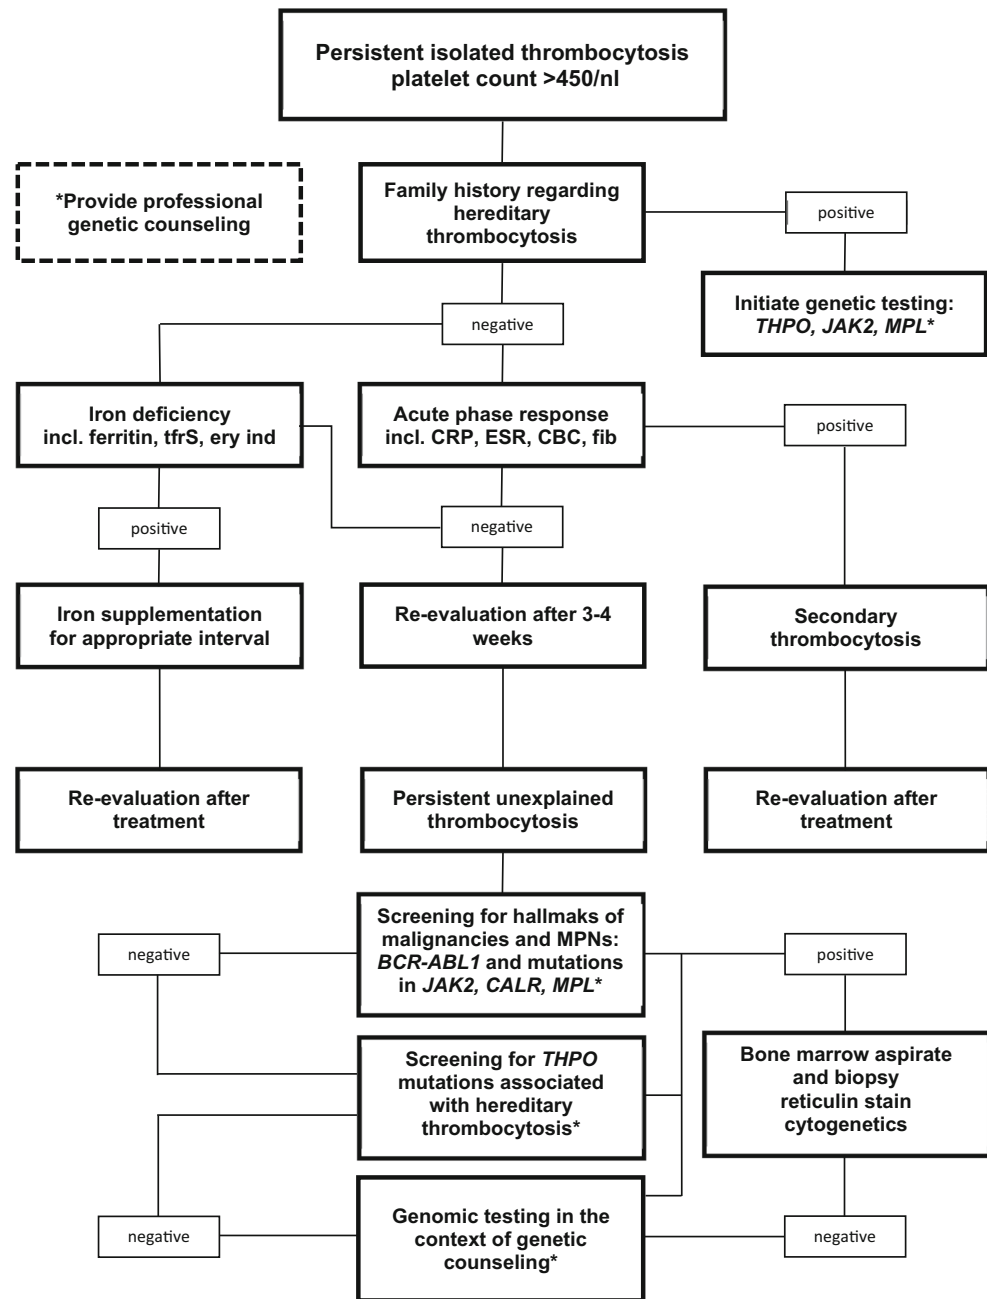 Persistent isolated thrombocytosis
platelet count >450/nl
*Provide professional
genetic counseling
Family history regarding
hereditary
thrombocytosis
positive
Initiate genetic testing:
THPO, JAK2, MPL*
negative
Iron deficiency
incl. ferritin, tfrS, ery ind
Acute phase response
incl. CRP, ESR, CBC, fib
positive
positive
negative
Iron supplementation
for appropriate interval
Re-evaluation after 3-4
weeks
Secondary
thrombocytosis
Re-evaluation after
treatment
Persistent unexplained
thrombocytosis
Re-evaluation after
treatment
negative
Screening for hallmaks of
malignancies and MPNs:
BCR-ABL1 and mutations
in JAK2, CALR, MPL*
positive
Screening for THPO
mutations associated
with hereditary
thrombocytosis*
Bone marrow aspirate
and biopsy
reticulin stain
cytogenetics
negative
Genomic testing in the
context of genetic
counseling*
negative